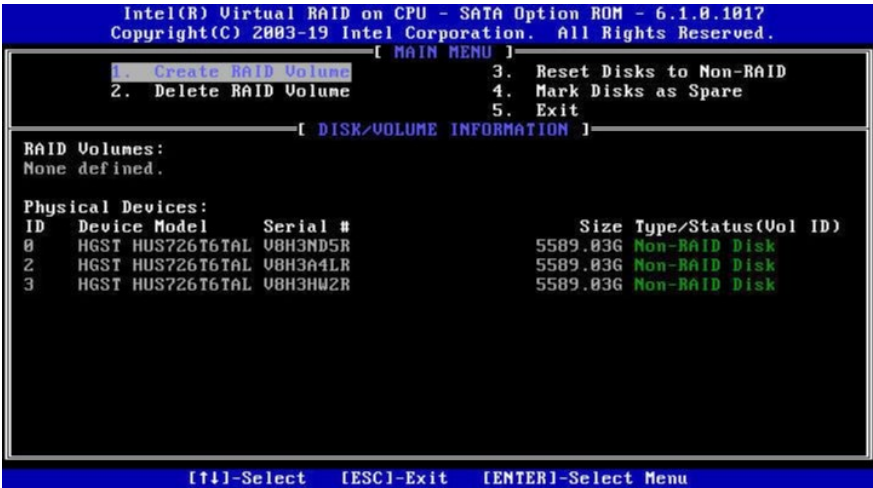 Intel(R) Virtual RAID on CPU - SATA Option ROM - 6.1.0.1017
Copyright(C) 2003-19 Intel Corporation. All Rights Reserved.
[ MAIN MENU ]
1. Create RAID Volume 3. Reset Disks to Non-RAID
2. Delete RAID Volume 4. Mark Disks as Spare
5. Exit
[ DISK/VOLUME INFORMATION ]
RAID Volumes:
None defined.
Physical Devices:
ID Device Model Serial # Size Type/Status(Vol ID)
0 HGST HUS726T6TAL V8H3ND5R 5589.03G Non-RAID Disk
2 HGST HUS726T6TAL V8H3A4LR 5589.03G Non-RAID Disk
3 HGST HUS726T6TAL V8H3HW2R 5589.03G Non-RAID Disk
[↑↓]-Select [ESC]-Exit [ENTER]-Select Menu